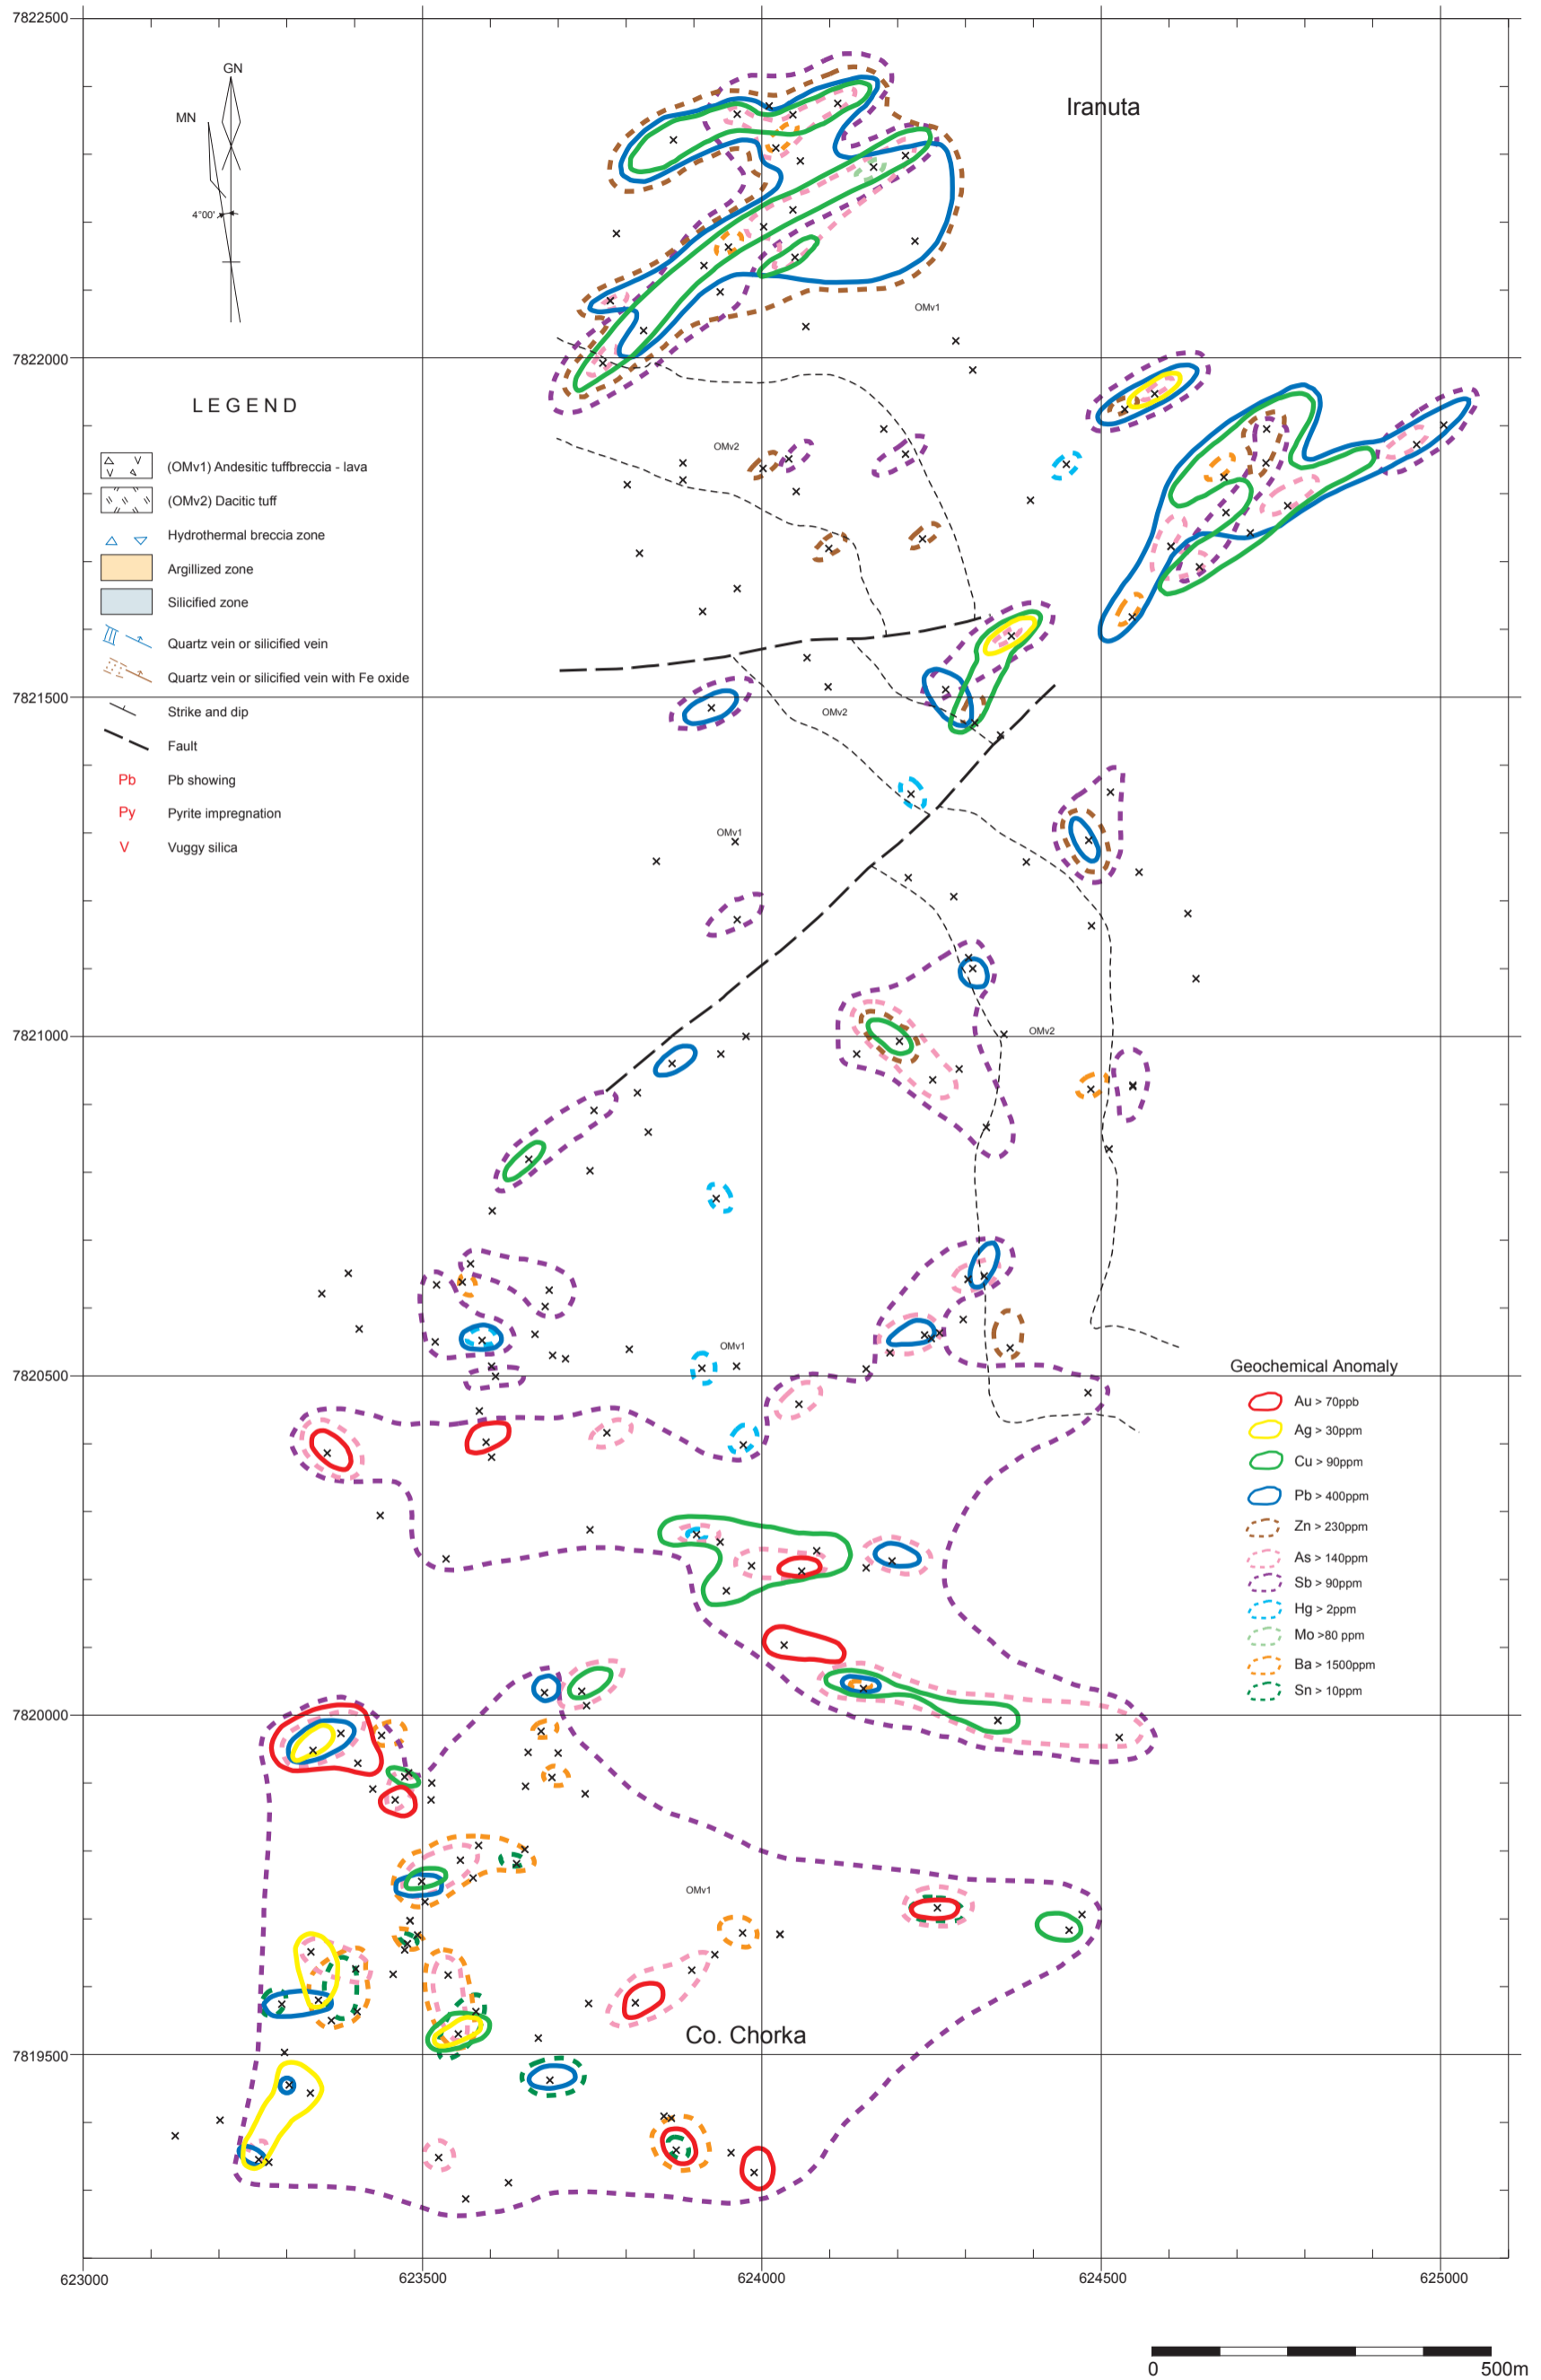 7822500
GN
MN
Iranuta
4°00'
OMv1
7822000
LEGEND
OMv2
(OMv1) Andesitic tuffbreccia - lava
(OMv2) Dacitic tuff
Hydrothermal breccia zone
Argillized zone
Silicified zone
Quartz vein or silicified vein
Quartz vein or silicified vein with Fe oxide
7821500
Strike and dip
OMv2
Fault
Pb Pb showing
Py Pyrite impregnation
OMv1
V Vuggy silica
7821000
OMv2
OMv1
7820500
Geochemical Anomaly
Au > 70ppb
Ag > 30ppm
Cu > 90ppm
Pb > 400ppm
Zn > 230ppm
As > 140ppm
Sb > 90ppm
Hg > 2ppm
Mo >80 ppm
Ba > 1500ppm
Sn > 10ppm
7820000
OMv1
Co. Chorka
7819500
623000
623500
624000
624500
625000
0
500m